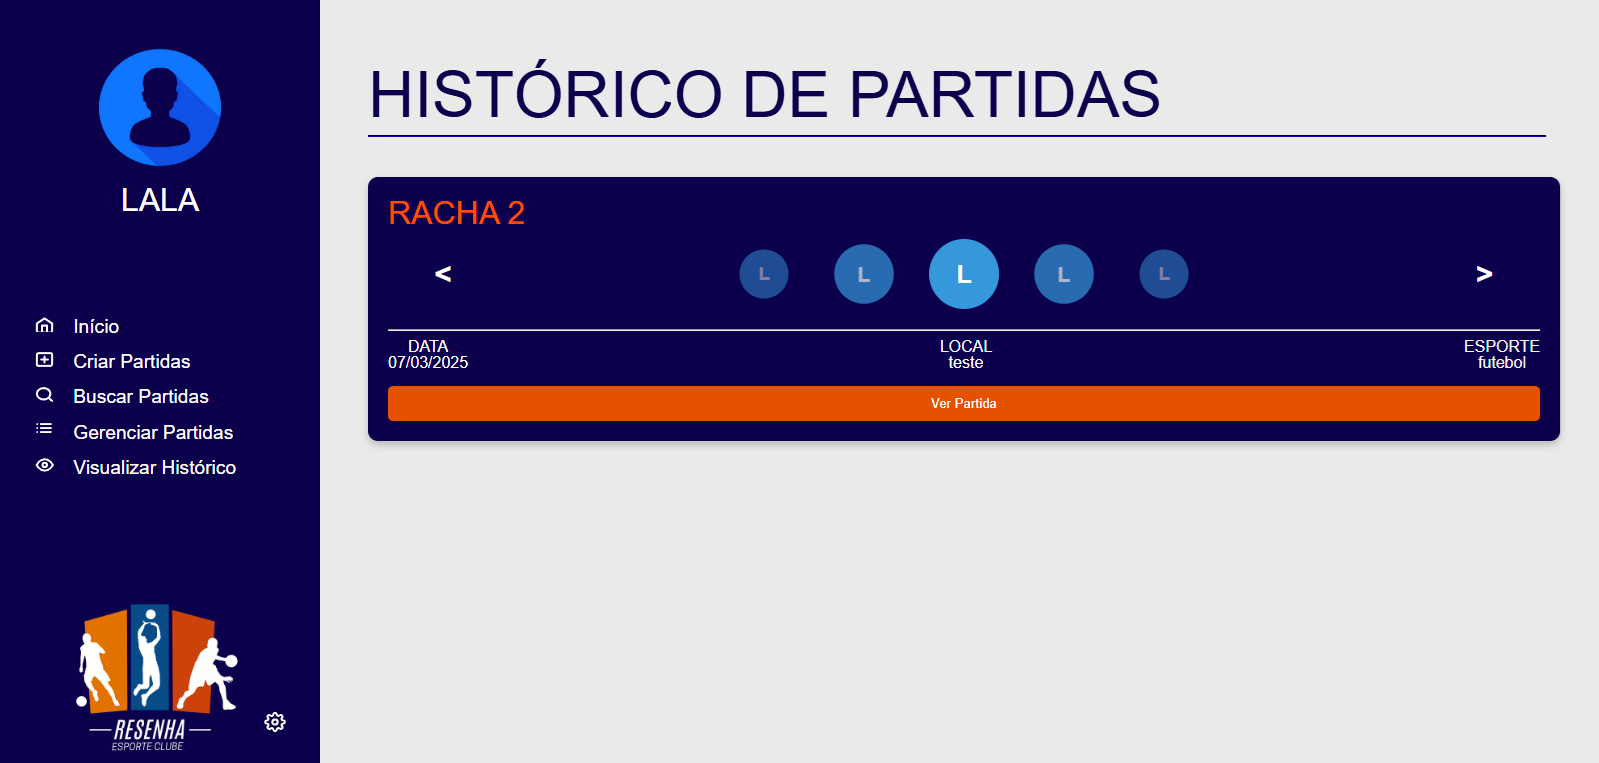 LALA
Início
Criar Partidas
Buscar Partidas
Gerenciar Partidas
Visualizar Histórico
RESENHA
ESPORTE CLUBE
HISTÓRICO DE PARTIDAS
RACHA 2
< L L L L L >
DATA LOCAL ESPORTE
07/03/2025 teste futebol
Ver Partida